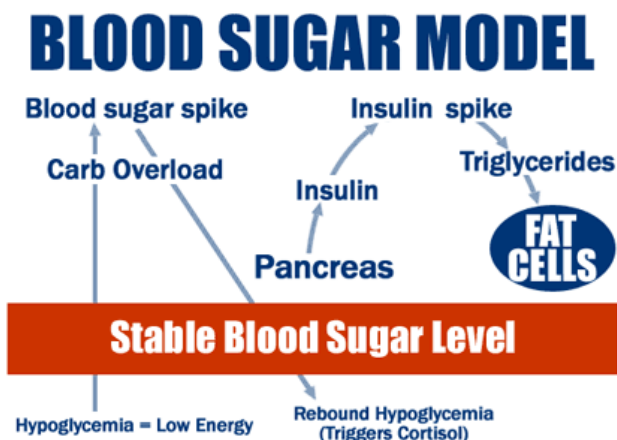 BLOOD SUGAR MODEL
Blood sugar spike
Insulin spike
Carb Overload
Triglycerides
Insulin
FAT
CELLS
Pancreas
Stable Blood Sugar Level
Hypoglycemia = Low Energy
Rebound Hypoglycemia
(Triggers Cortisol)